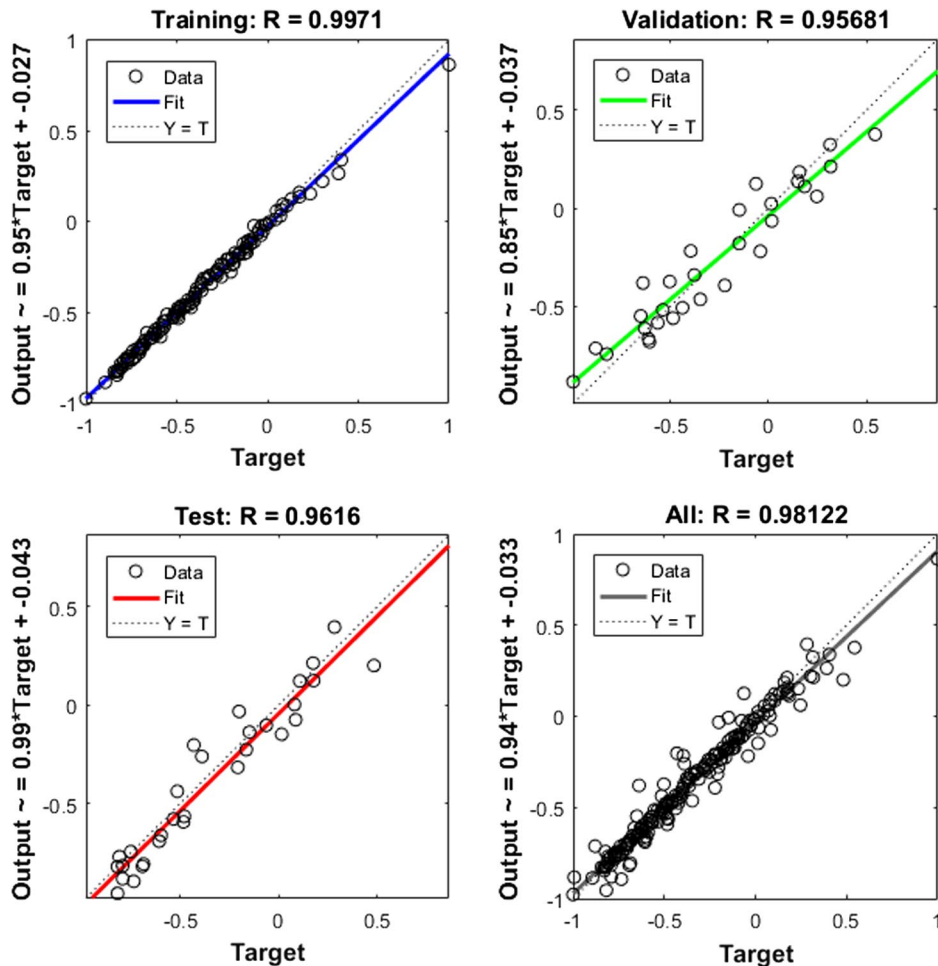 Training: R = 0.9971
Output ~ = 0.95*Target + -0.027
1
0.5
0
-0.5
-1
Data
Fit
Y = T
-1
-0.5
0
0.5
1
Target
Validation: R = 0.95681
Output ~ = 0.85*Target + -0.037
0.5
0
-0.5
Data
Fit
Y = T
-0.5
0
0.5
Target
Test: R = 0.9616
Output ~ = 0.99*Target + -0.043
0.5
0
-0.5
Data
Fit
Y = T
-0.5
0
0.5
Target
All: R = 0.98122
Output ~ = 0.94*Target + -0.033
1
0.5
0
-0.5
-1
Data
Fit
Y = T
-1
-0.5
0
0.5
1
Target